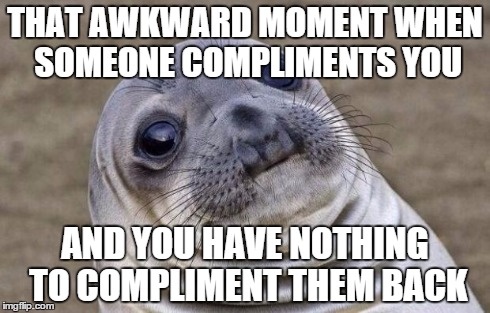 THAT AWKWARD MOMENT WHEN
SOMEONE COMPLIMENTS YOU
AND YOU HAVE NOTHING
TO COMPLIMENT THEM BACK
imgflip.com